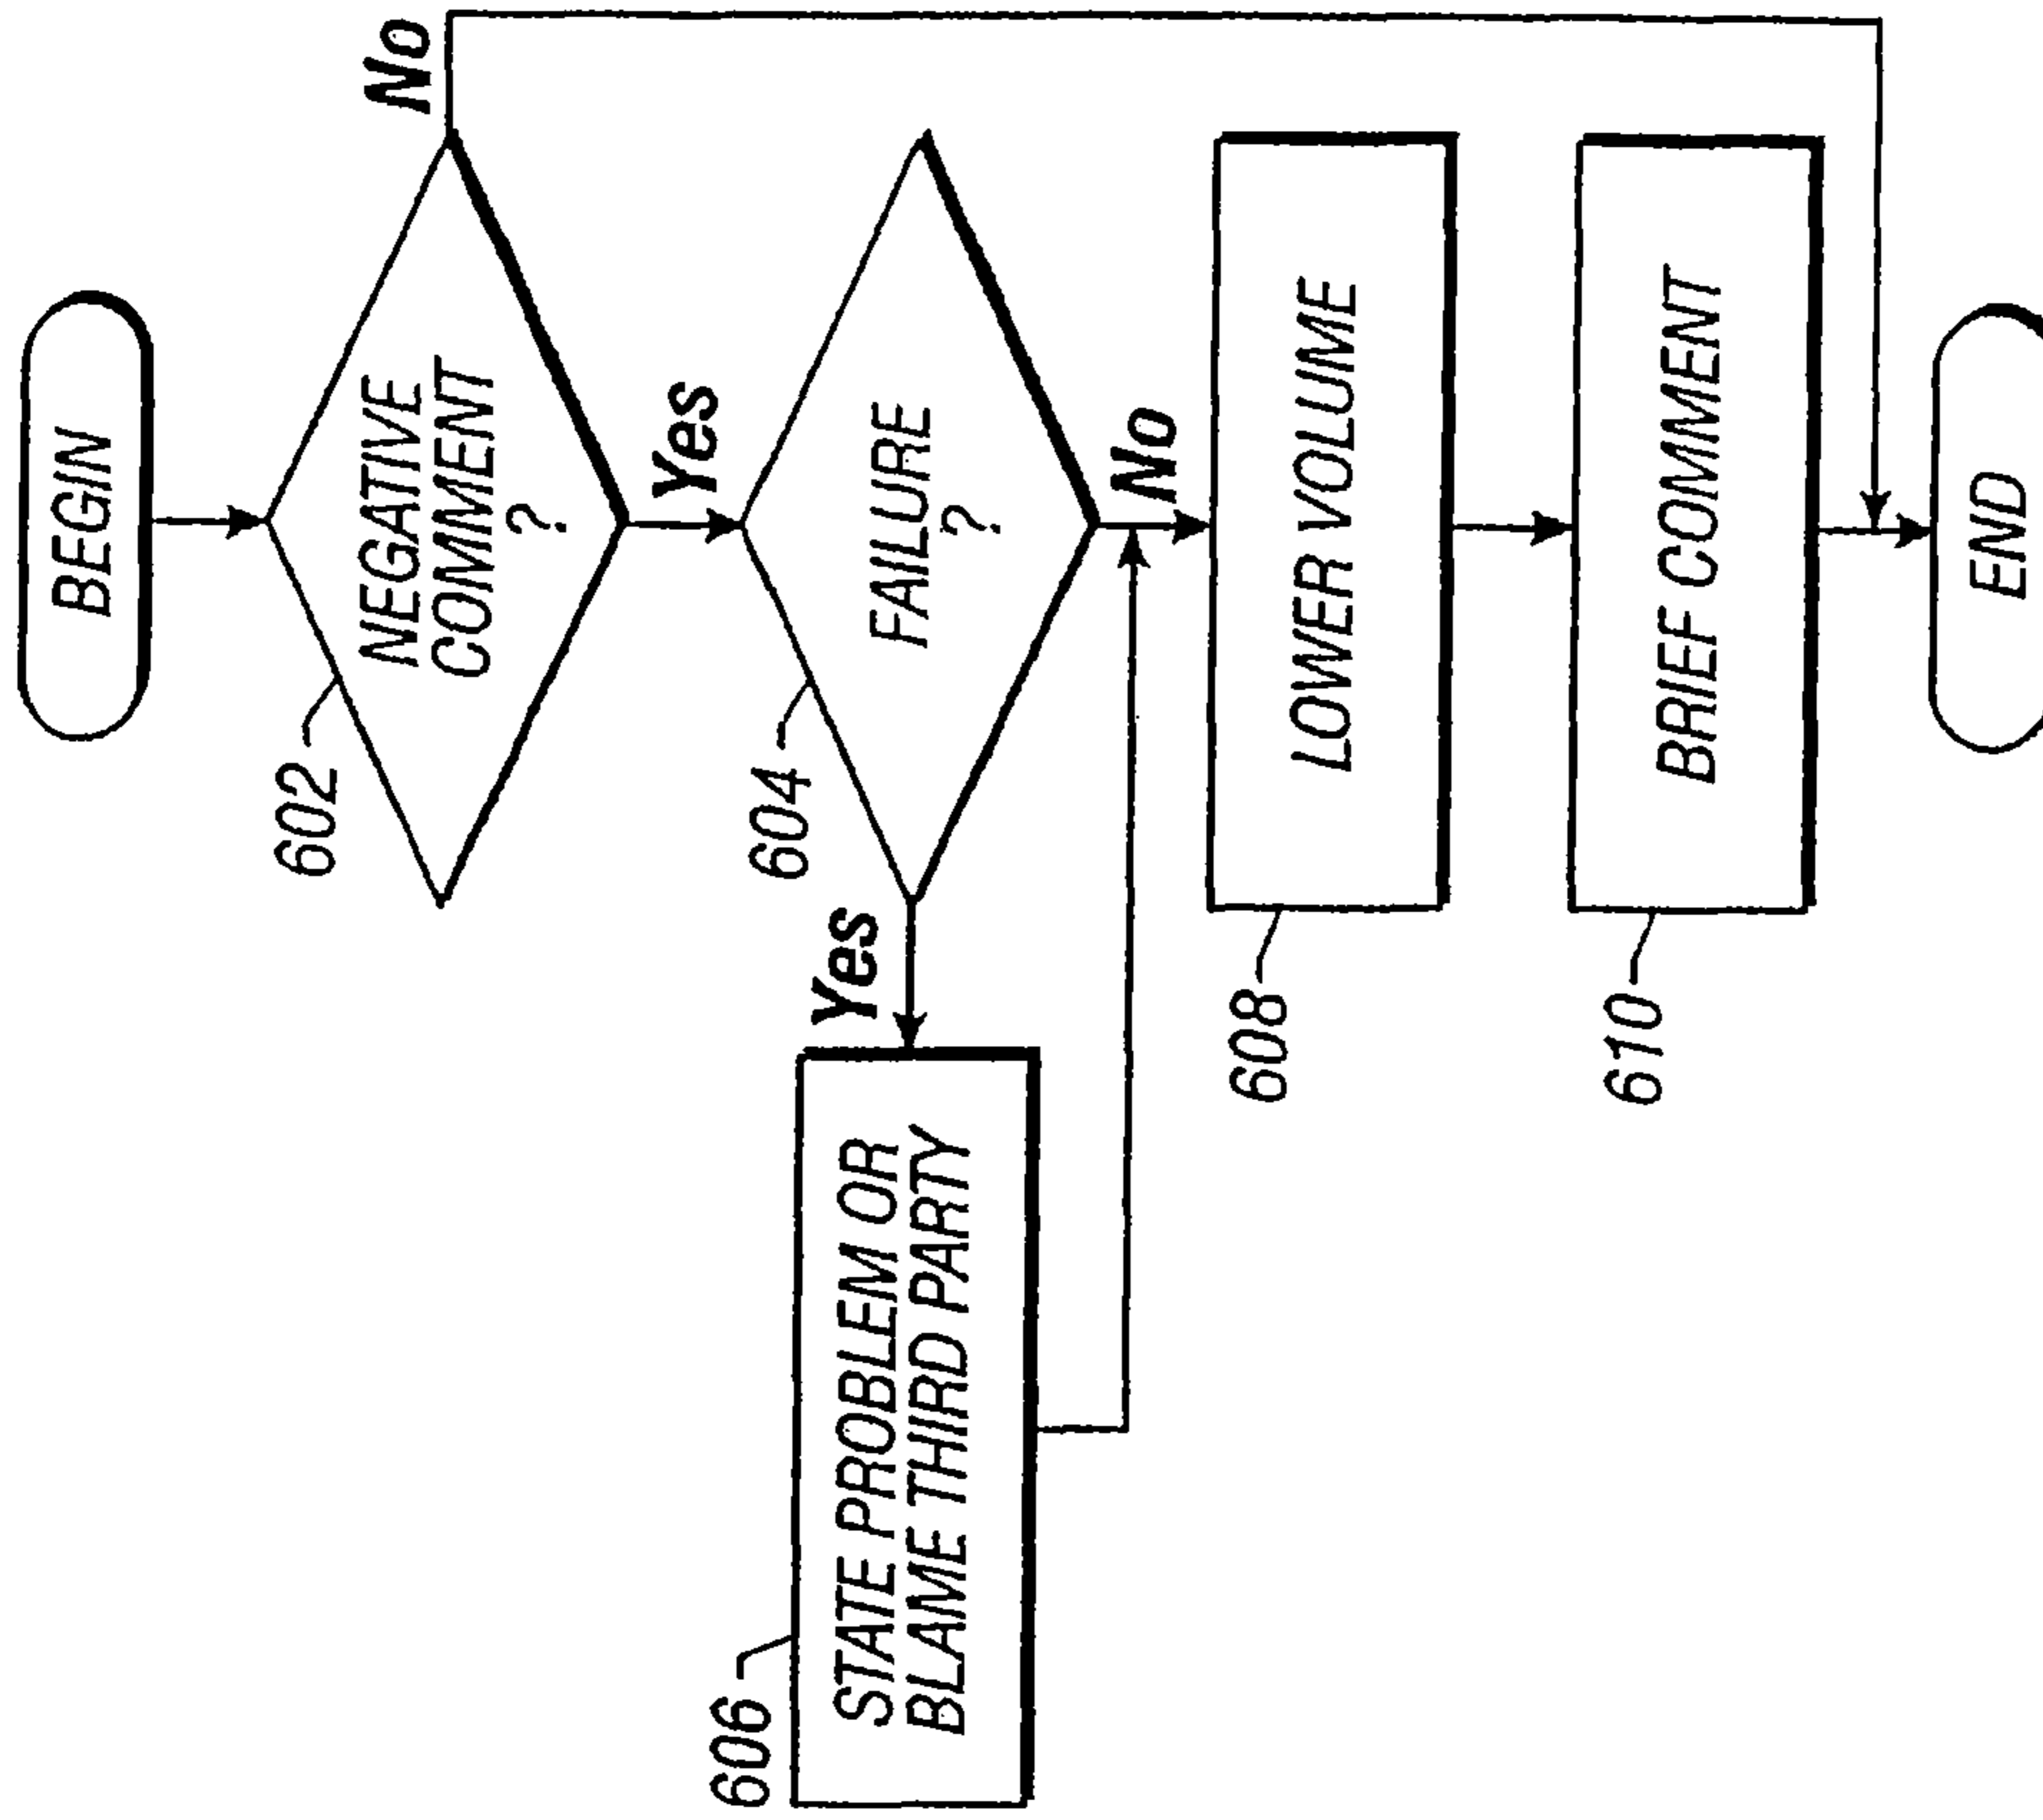 BEGIN
602
NEGATIVE
COMMENT
?
No
Yes
604
FAILURE
?
Yes
606
STATE PROBLEM OR
BLAME THIRD PARTY
No
608
LOWER VOLUME
610
BRIEF COMMENT
END